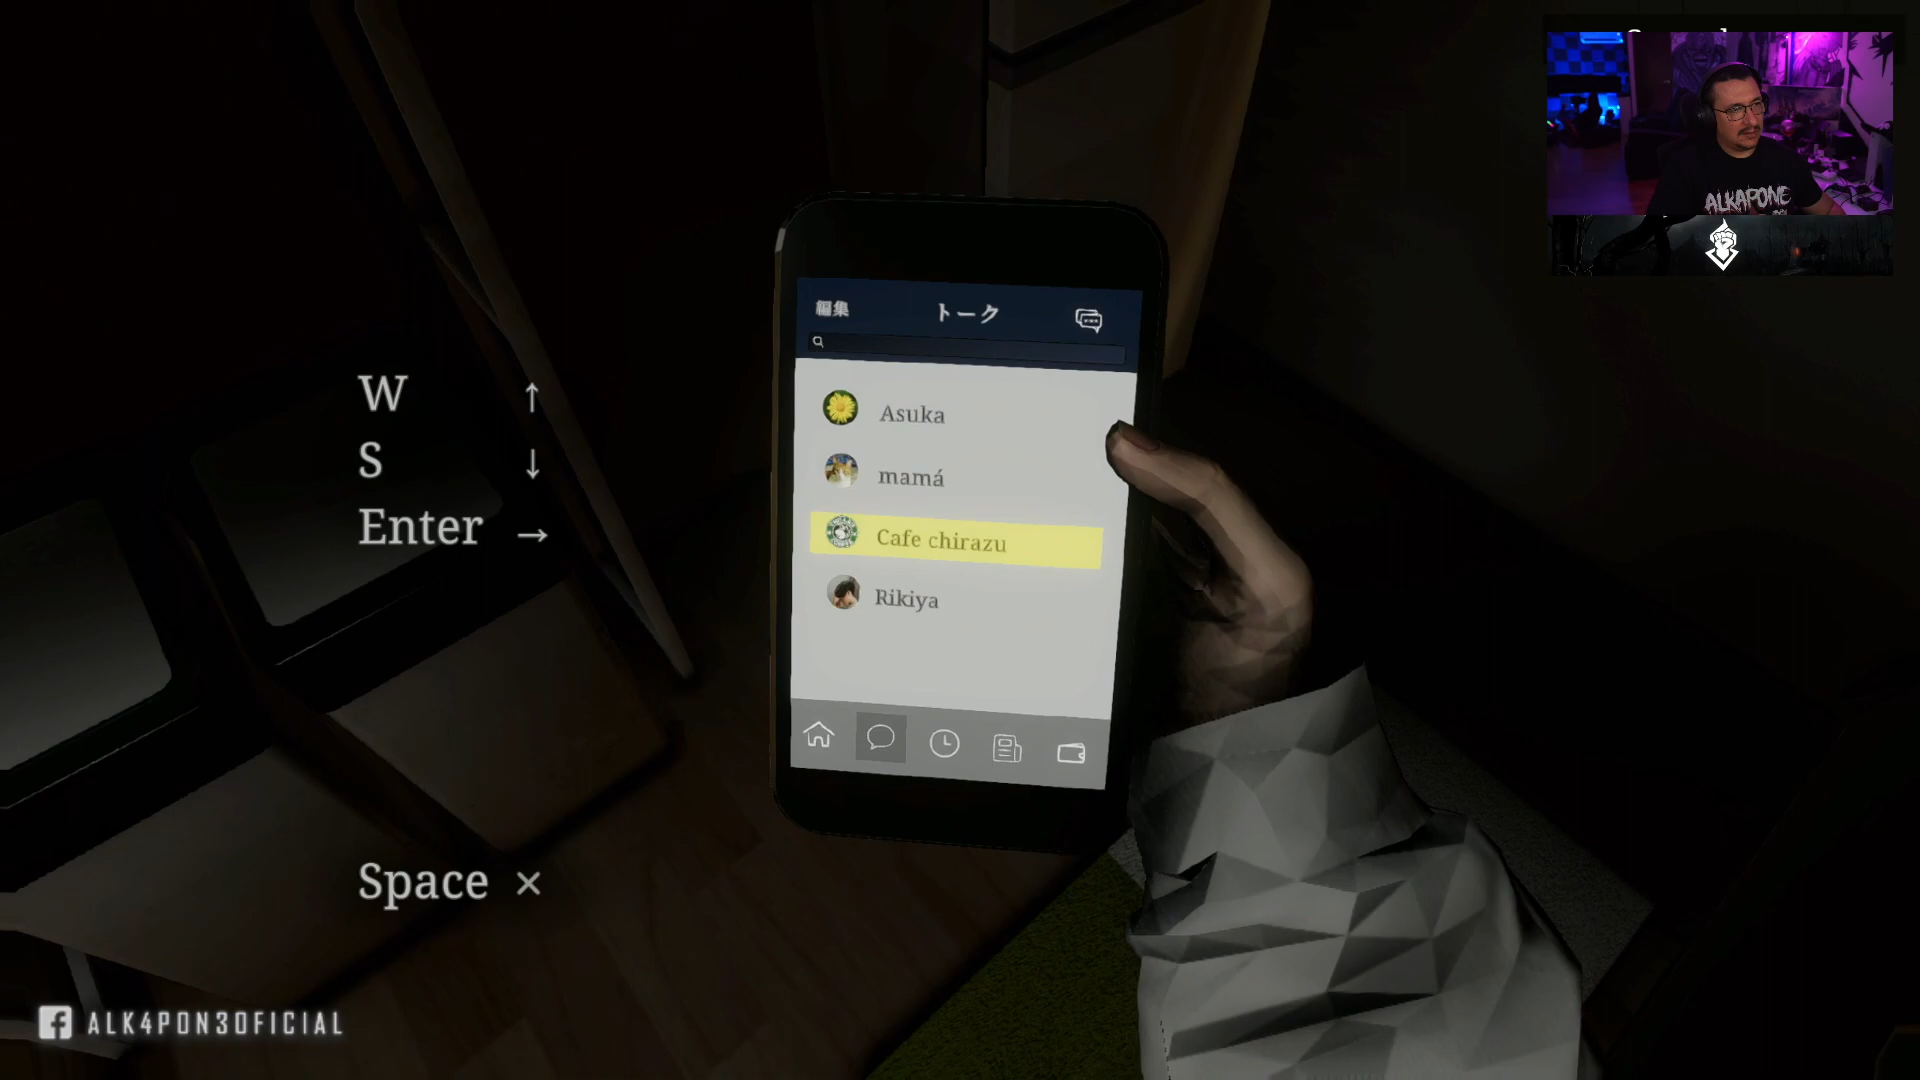 編集
トーク
Asuka
mamá
Cafe chirazu
Rikiya
W ↑
S ↓
Enter →
Space ×
ALKAPONE
ALK4PON3OFICIAL